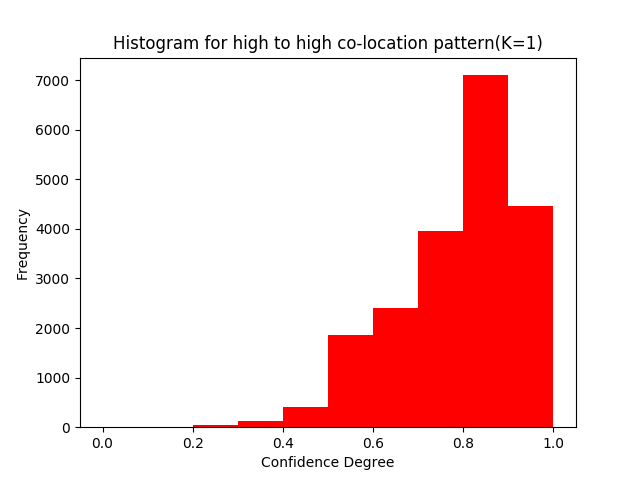 Histogram for high to high co-location pattern(K=1)
7000
6000
5000
4000
3000
2000
1000
0
Frequency
0.0 0.2 0.4 0.6 0.8 1.0
Confidence Degree